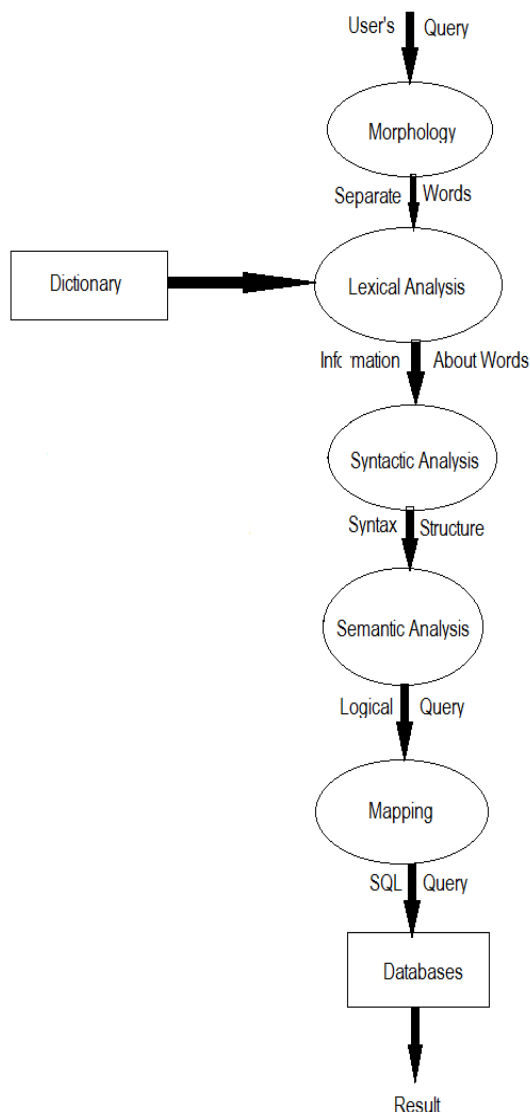 User's Query
Morphology
Separate Words
Dictionary
Lexical Analysis
Information About Words
Syntactic Analysis
Syntax Structure
Semantic Analysis
Logical Query
Mapping
SQL Query
Databases
Result